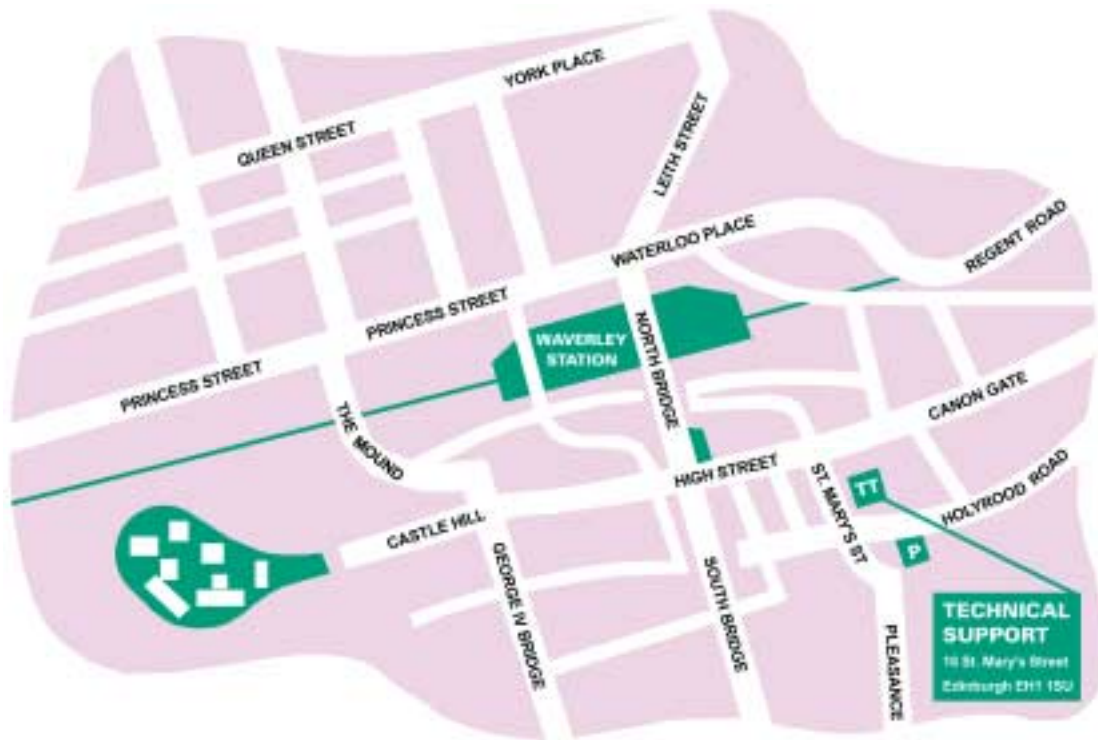 YORK PLACE
QUEEN STREET
LEITH STREET
WATERLOO PLACE
REGENT ROAD
PRINCESS STREET
PRINCESS STREET
WAVERLEY
STATION
NORTH BRIDGE
THE MOUND
CANON GATE
HIGH STREET
CASTLE HILL
ST. MARY'S ST
TT
HOLYROOD ROAD
P
GEORGE IV BRIDGE
SOUTH BRIDGE
PLEASANCE
TECHNICAL
SUPPORT
St. Mary's Street
Edinburgh EH1 1SU